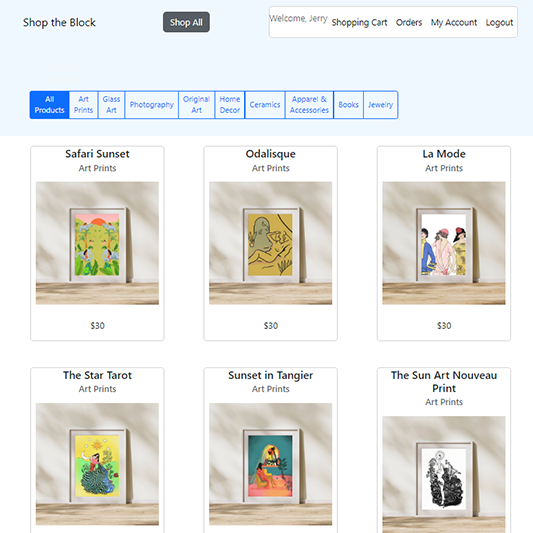 Shop the Block
Shop All
Welcome, Jerry
Shopping Cart
Orders
My Account
Logout
All
Products
Art
Prints
Glass
Art
Photography
Original
Art
Home
Decor
Ceramics
Apparel &
Accessories
Books
Jewelry
Safari Sunset
Art Prints
$30
Odalisque
Art Prints
$30
La Mode
Art Prints
$30
The Star Tarot
Art Prints
Sunset in Tangier
Art Prints
The Sun Art Nouveau
Print
Art Prints